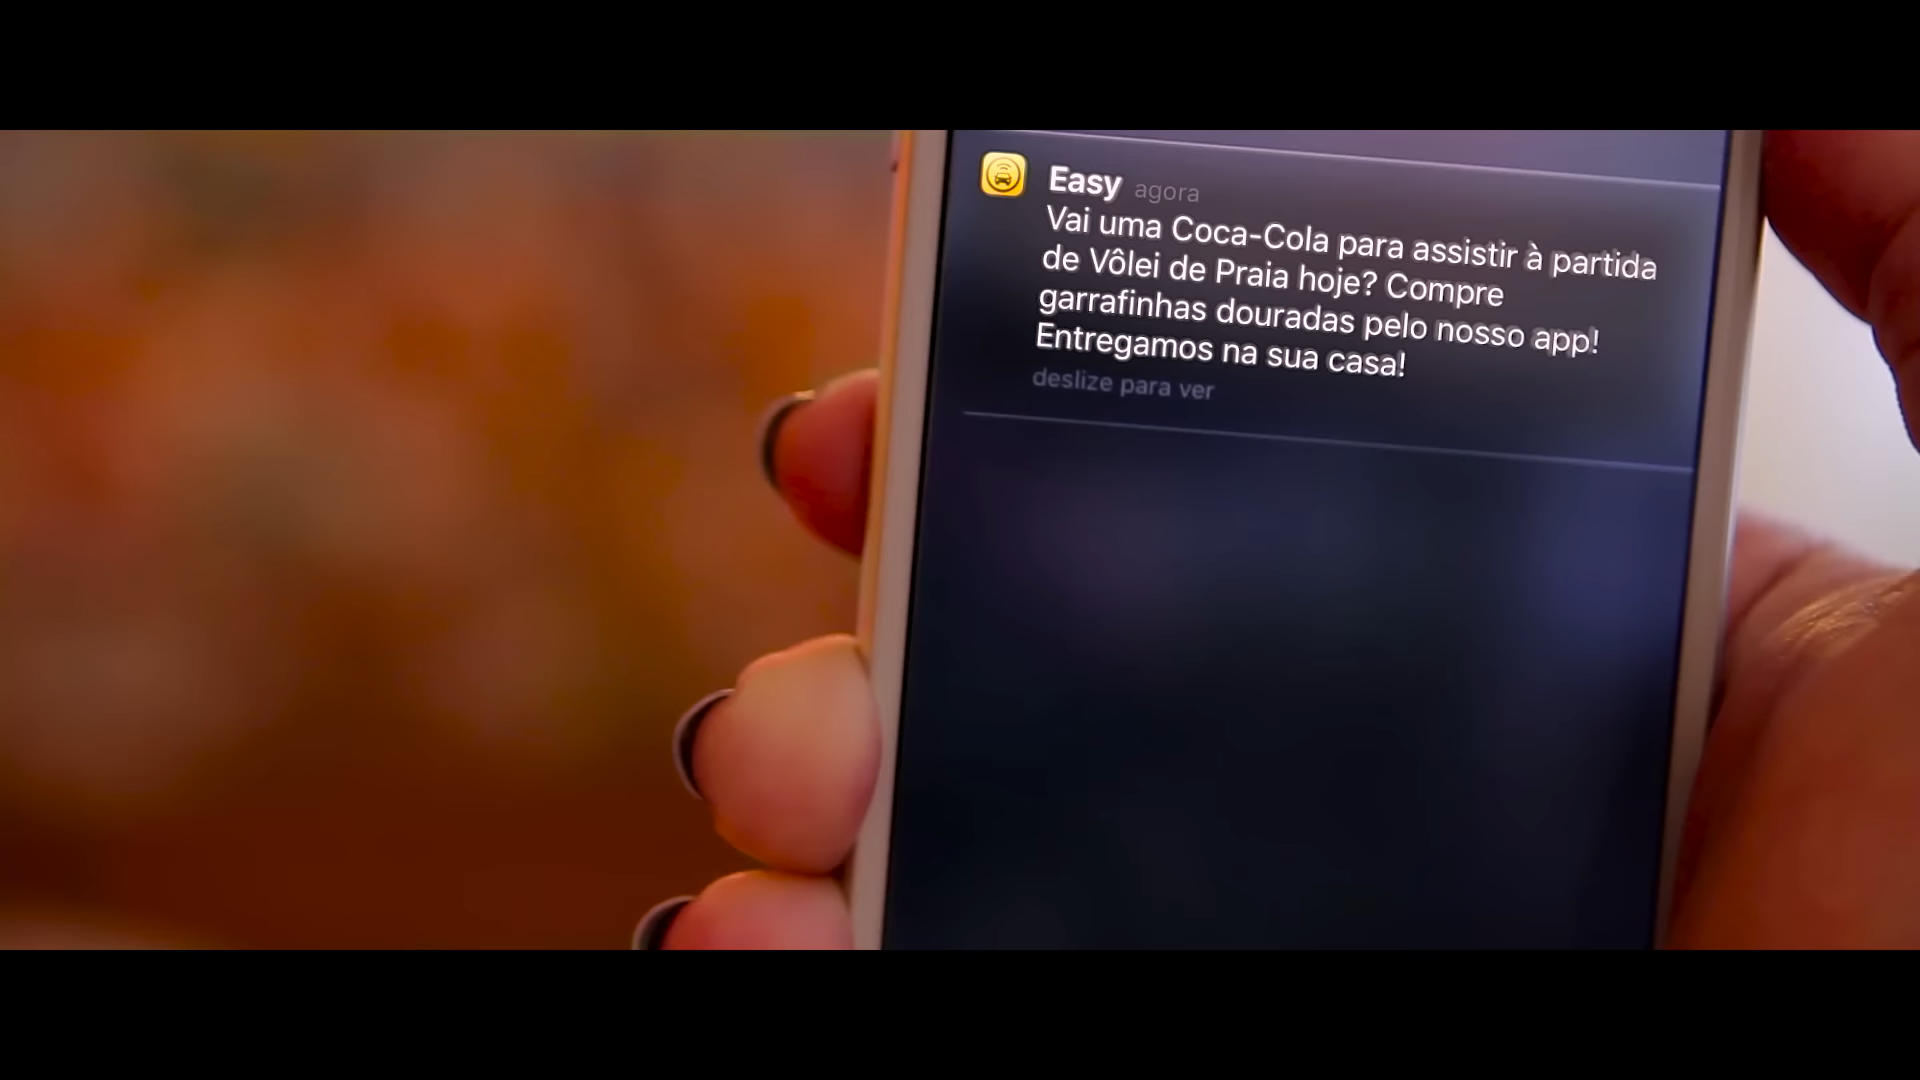 Easy agora
Vai uma Coca-Cola para assistir à partida
de Vôlei de Praia hoje? Compre
garrafinhas douradas pelo nosso app!
Entregamos na sua casa!
deslize para ver